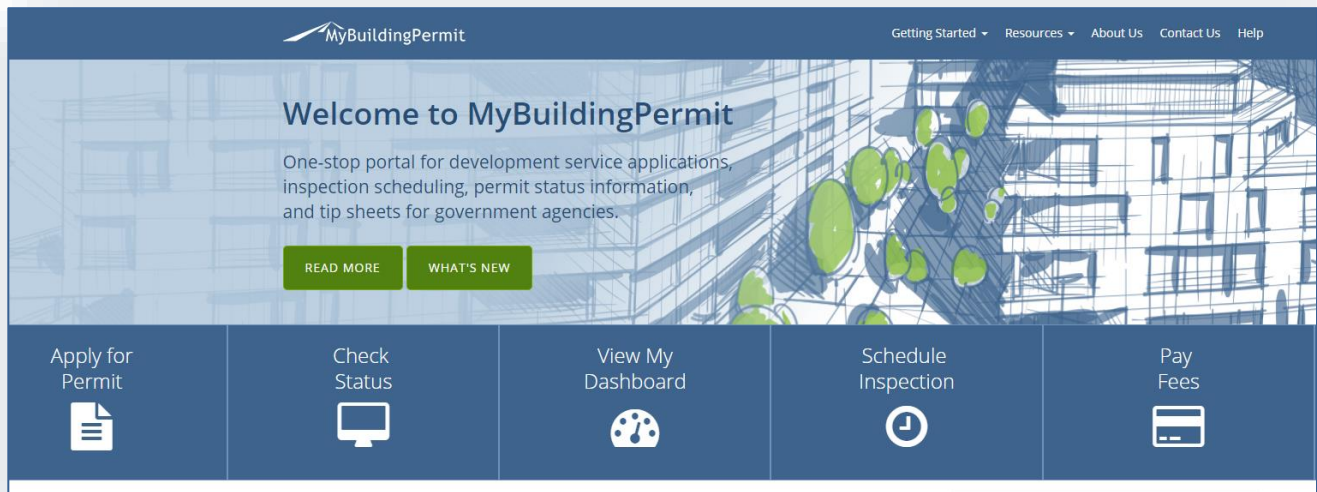 MyBuildingPermit
Getting Started Resources About Us Contact Us Help
Welcome to MyBuildingPermit
One-stop portal for development service applications,
inspection scheduling, permit status information,
and tip sheets for government agencies.
READ MORE WHAT'S NEW
Apply for
Permit
Check
Status
View My
Dashboard
Schedule
Inspection
Pay
Fees